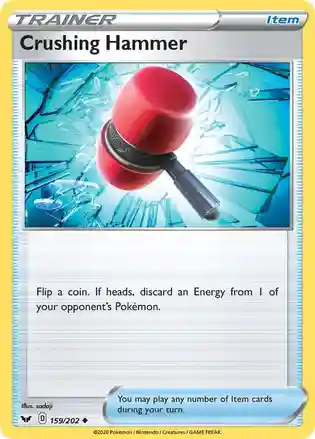 TRAINER Item
Crushing Hammer
Flip a coin. If heads, discard an Energy from 1 of
your opponent's Pokémon.
You may play any number of Item cards
during your turn.
Illus. sadaji
D 159/202
©2020 Pokémon / Nintendo / Creatures / GAME FREAK